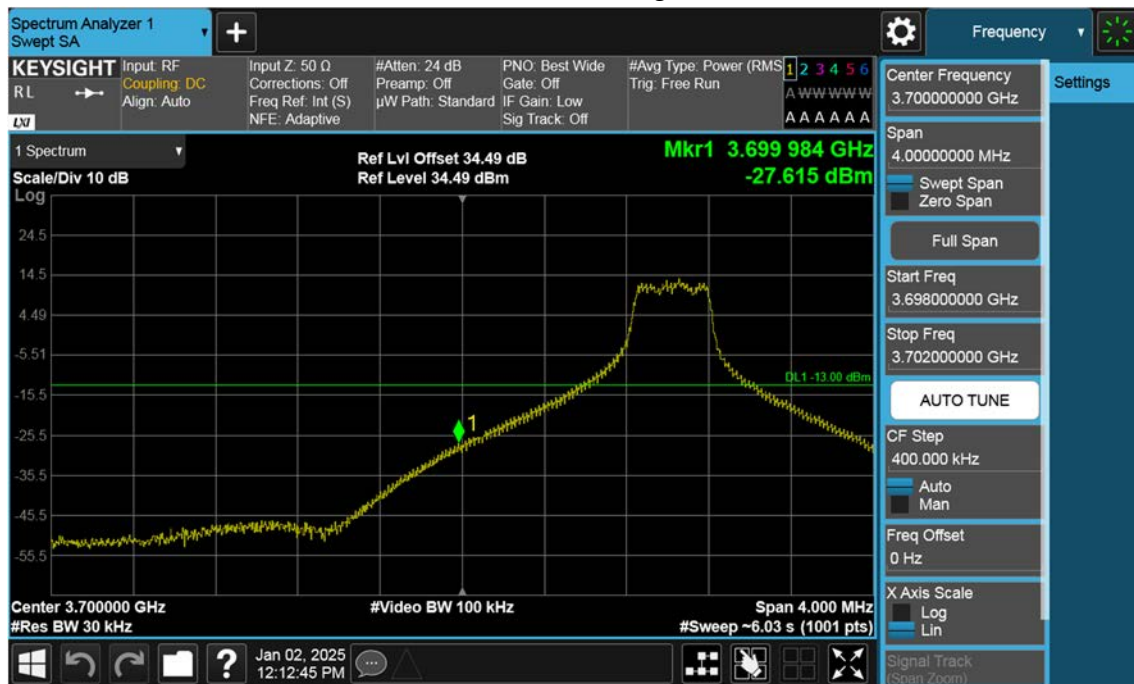 Spectrum Analyzer 1
Swept SA
+
Frequency
KEYSIGHT
RL
LXI
Input: RF
Coupling: DC
Align: Auto
Input Z: 50 Ω
Corrections: Off
Freq Ref: Int (S)
NFE: Adaptive
#Atten: 24 dB
Preamp: Off
µW Path: Standard
PNO: Best Wide
Gate: Off
IF Gain: Low
Sig Track: Off
#Avg Type: Power (RMS
Trig: Free Run
1 2 3 4 5 6
A W W W W W
A A A A A A
1 Spectrum
Scale/Div 10 dB
Ref Lvl Offset 34.49 dB
Ref Level 34.49 dBm
Mkr1 3.699 984 GHz
-27.615 dBm
Log
24.5
14.5
4.49
-5.51
-15.5
-25.5
-35.5
-45.5
-55.5
DL1 -13.00 dBm
1
Center 3.700000 GHz
#Res BW 30 kHz
#Video BW 100 kHz
Span 4.000 MHz
#Sweep ~6.03 s (1001 pts)
?
Jan 02, 2025
12:12:45 PM
Center Frequency
3.700000000 GHz
Span
4.00000000 MHz
Swept Span
Zero Span
Full Span
Start Freq
3.698000000 GHz
Stop Freq
3.702000000 GHz
AUTO TUNE
CF Step
400.000 kHz
Auto
Man
Freq Offset
0 Hz
X Axis Scale
Log
Lin
Signal Track
(Span Zoom)
Settings